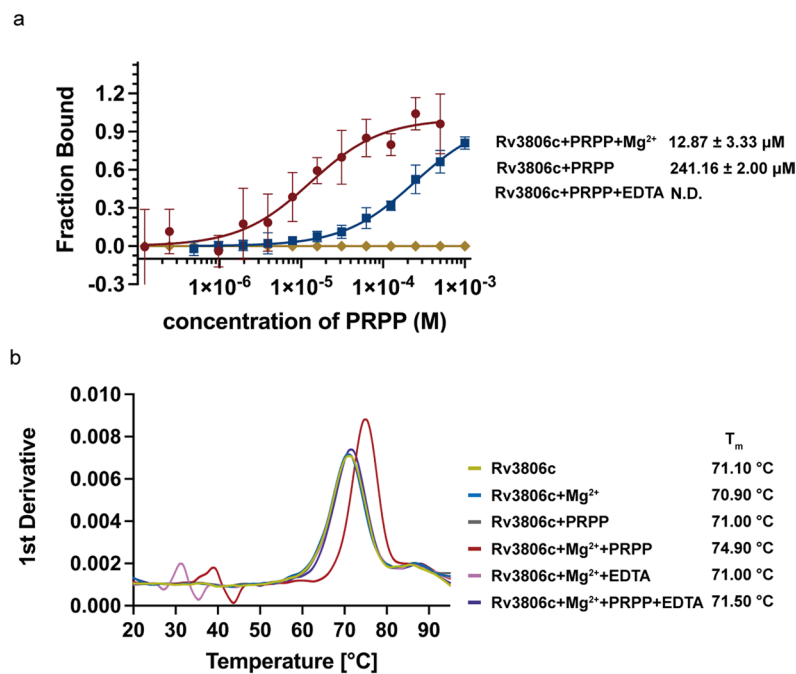 a
1.2
0.9
0.6
0.3
0.0
-0.3
Fraction Bound
1×10⁻⁶ 1×10⁻⁵ 1×10⁻⁴ 1×10⁻³
concentration of PRPP (M)
Rv3806c+PRPP+Mg²⁺ 12.87 ± 3.33 µM
Rv3806c+PRPP 241.16 ± 2.00 µM
Rv3806c+PRPP+EDTA N.D.
b
0.010
0.008
0.006
0.004
0.002
0.000
1st Derivative
20 30 40 50 60 70 80 90
Temperature [°C]
Tₘ
Rv3806c 71.10 °C
Rv3806c+Mg²⁺ 70.90 °C
Rv3806c+PRPP 71.00 °C
Rv3806c+Mg²⁺+PRPP 74.90 °C
Rv3806c+Mg²⁺+EDTA 71.00 °C
Rv3806c+Mg²⁺+PRPP+EDTA 71.50 °C